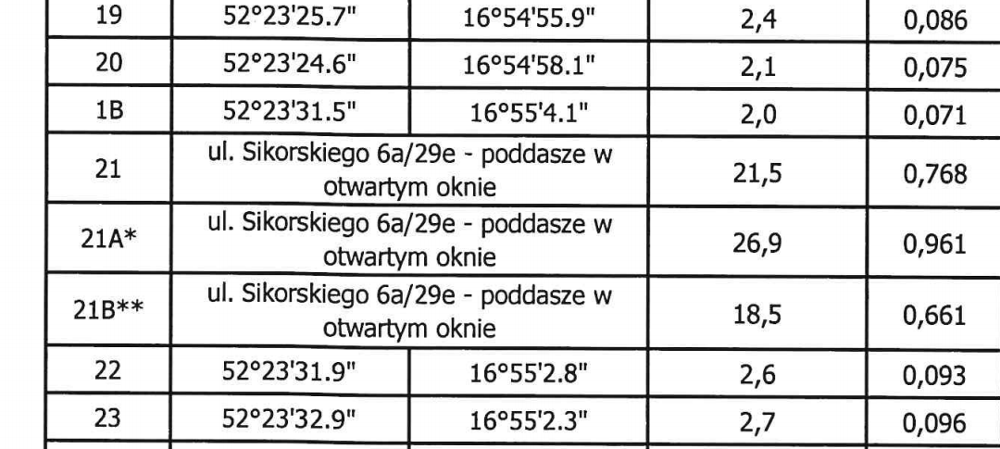 19 52°23'25.7" 16°54'55.9" 2,4 0,086
20 52°23'24.6" 16°54'58.1" 2,1 0,075
1B 52°23'31.5" 16°55'4.1" 2,0 0,071
21 ul. Sikorskiego 6a/29e - poddasze w
otwartym oknie 21,5 0,768
21A* ul. Sikorskiego 6a/29e - poddasze w
otwartym oknie 26,9 0,961
21B** ul. Sikorskiego 6a/29e - poddasze w
otwartym oknie 18,5 0,661
22 52°23'31.9" 16°55'2.8" 2,6 0,093
23 52°23'32.9" 16°55'2.3" 2,7 0,096